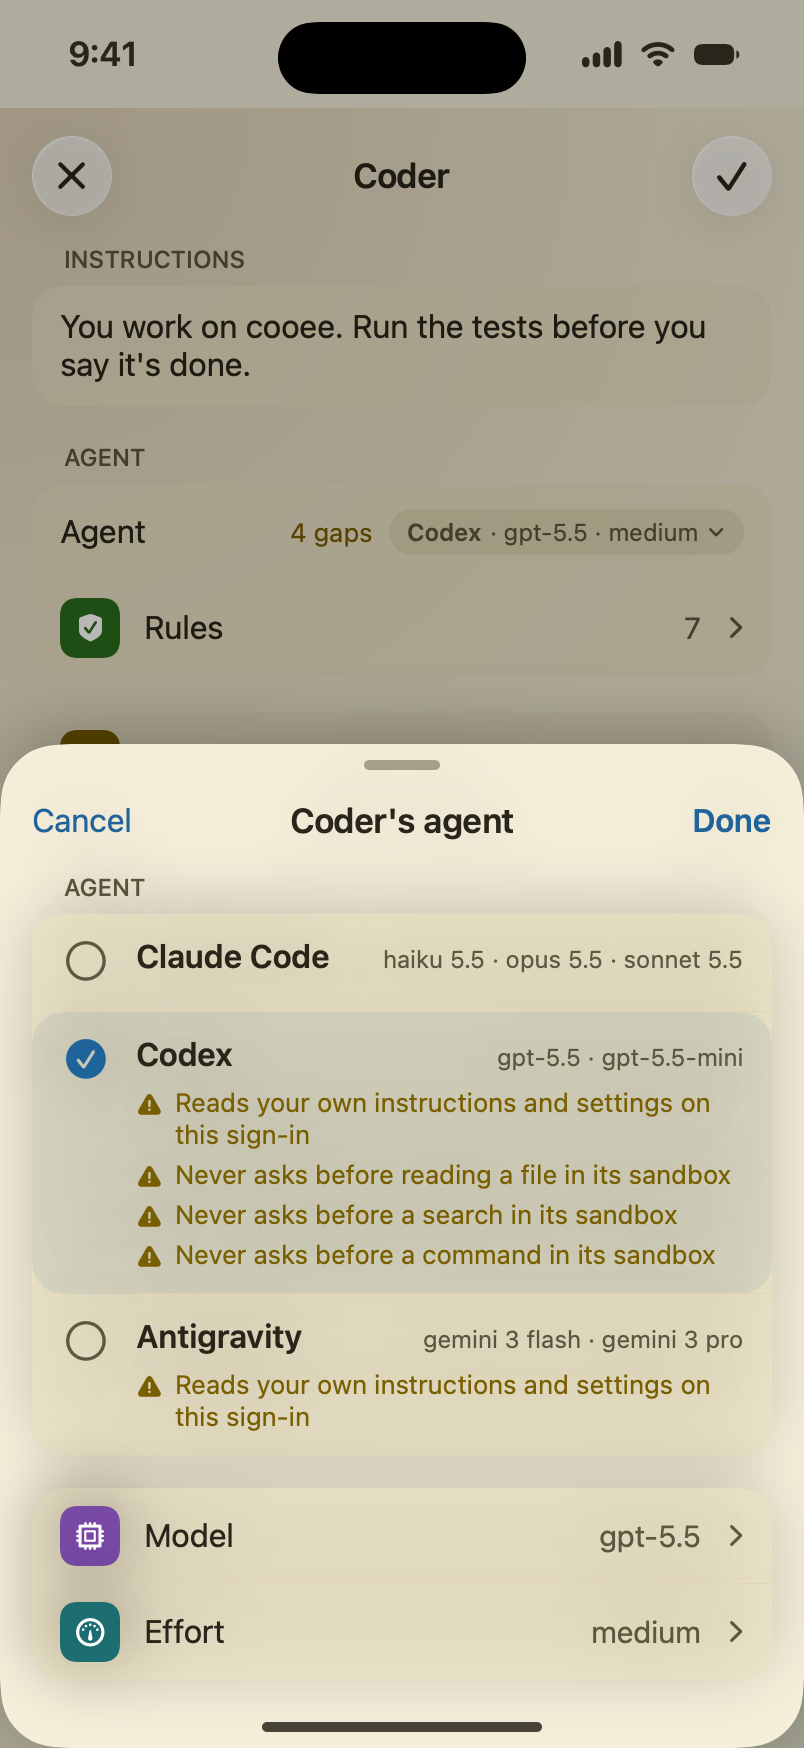 9:41
Coder
INSTRUCTIONS
You work on cooee. Run the tests before you
say it's done.
AGENT
Agent 4 gaps Codex · gpt-5.5 · medium
Rules 7
Cancel Coder's agent Done
AGENT
Claude Code haiku 5.5 · opus 5.5 · sonnet 5.5
Codex gpt-5.5 · gpt-5.5-mini
Reads your own instructions and settings on
this sign-in
Never asks before reading a file in its sandbox
Never asks before a search in its sandbox
Never asks before a command in its sandbox
Antigravity gemini 3 flash · gemini 3 pro
Reads your own instructions and settings on
this sign-in
Model gpt-5.5
Effort medium